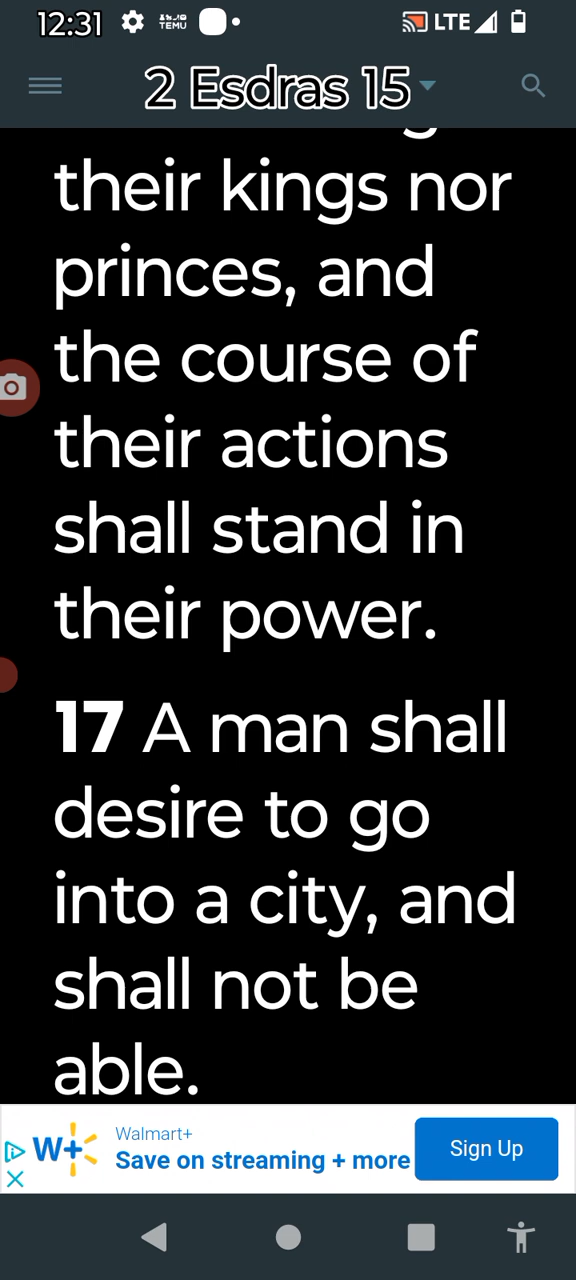 12:31
TEMU
LTE
2 Esdras 15
their kings nor
princes, and
the course of
their actions
shall stand in
their power.
17 A man shall
desire to go
into a city, and
shall not be
able.
W+
Walmart+
Save on streaming + more
Sign Up